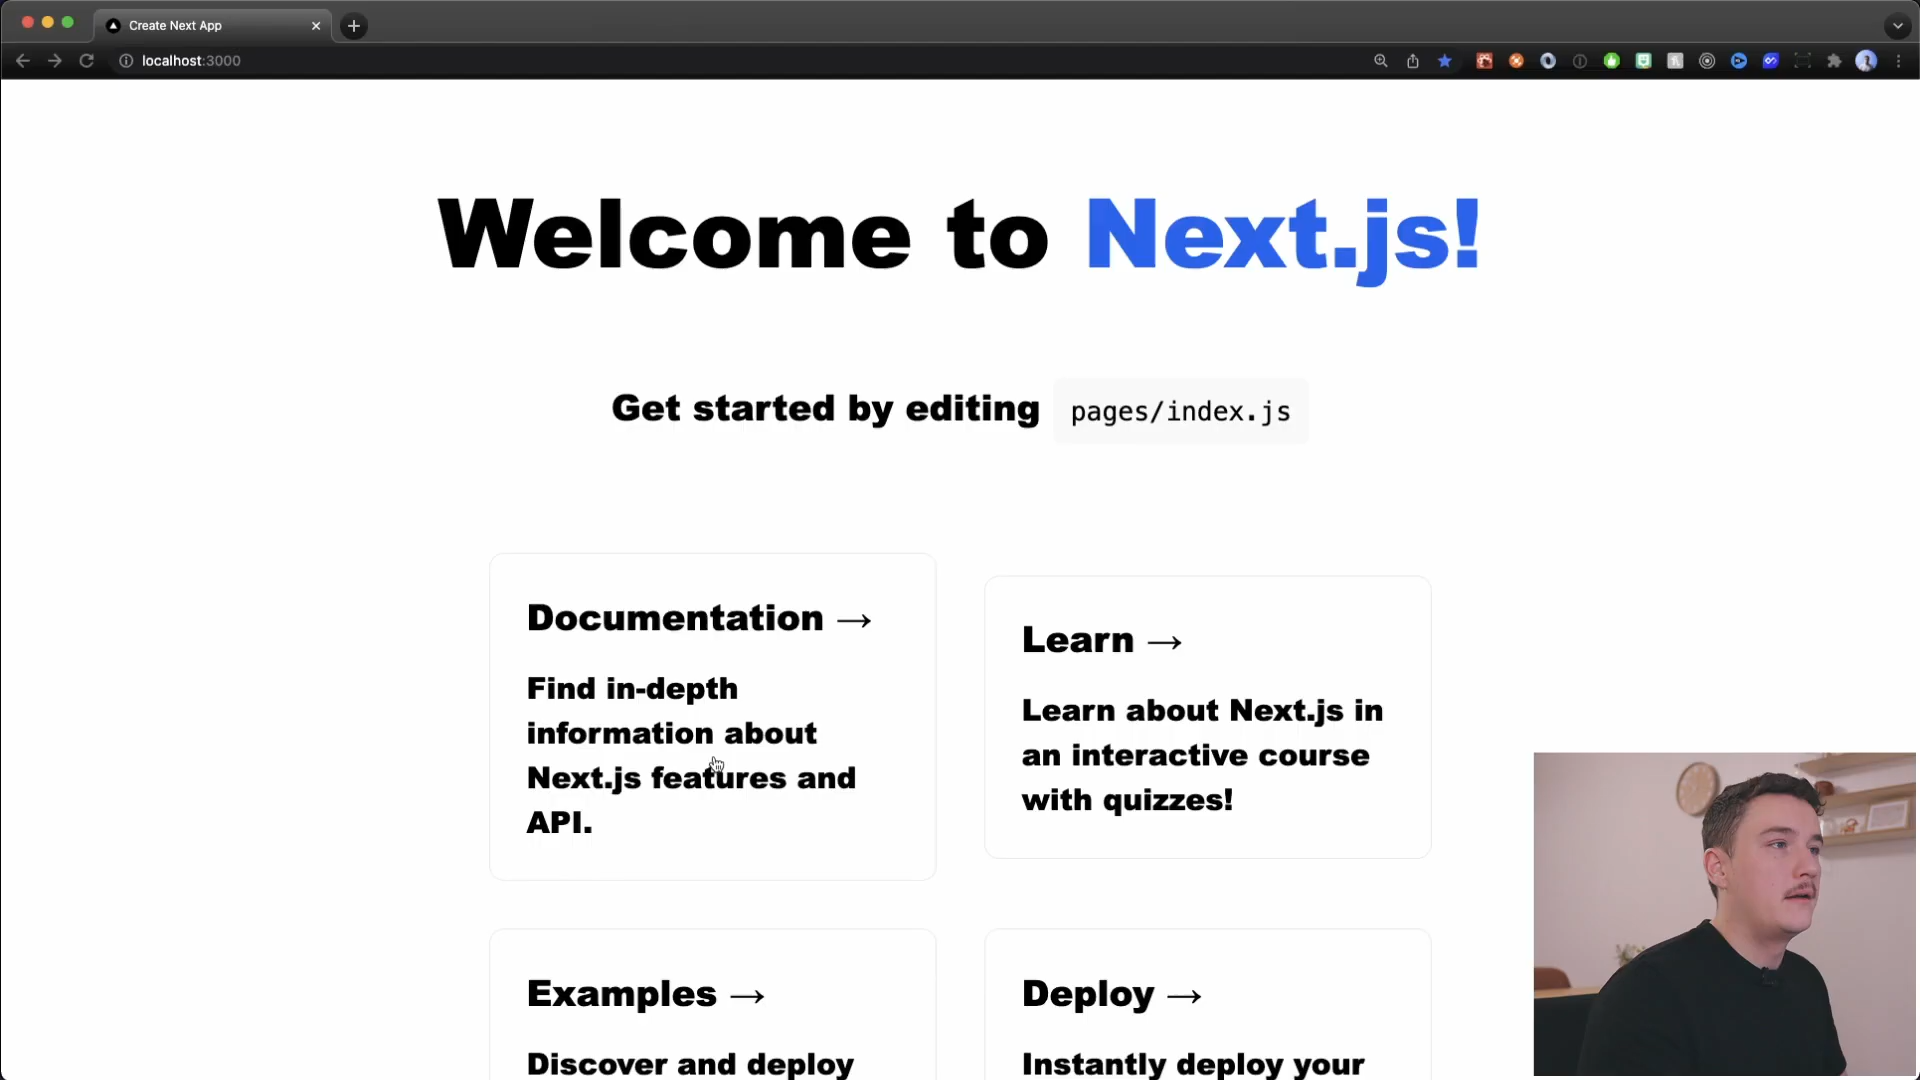 Create Next App
localhost:3000
Welcome to Next.js!
Get started by editing pages/index.js
Documentation →
Find in-depth
information about
Next.js features and
API.
Learn →
Learn about Next.js in
an interactive course
with quizzes!
Examples →
Discover and deploy
Deploy →
Instantly deploy your